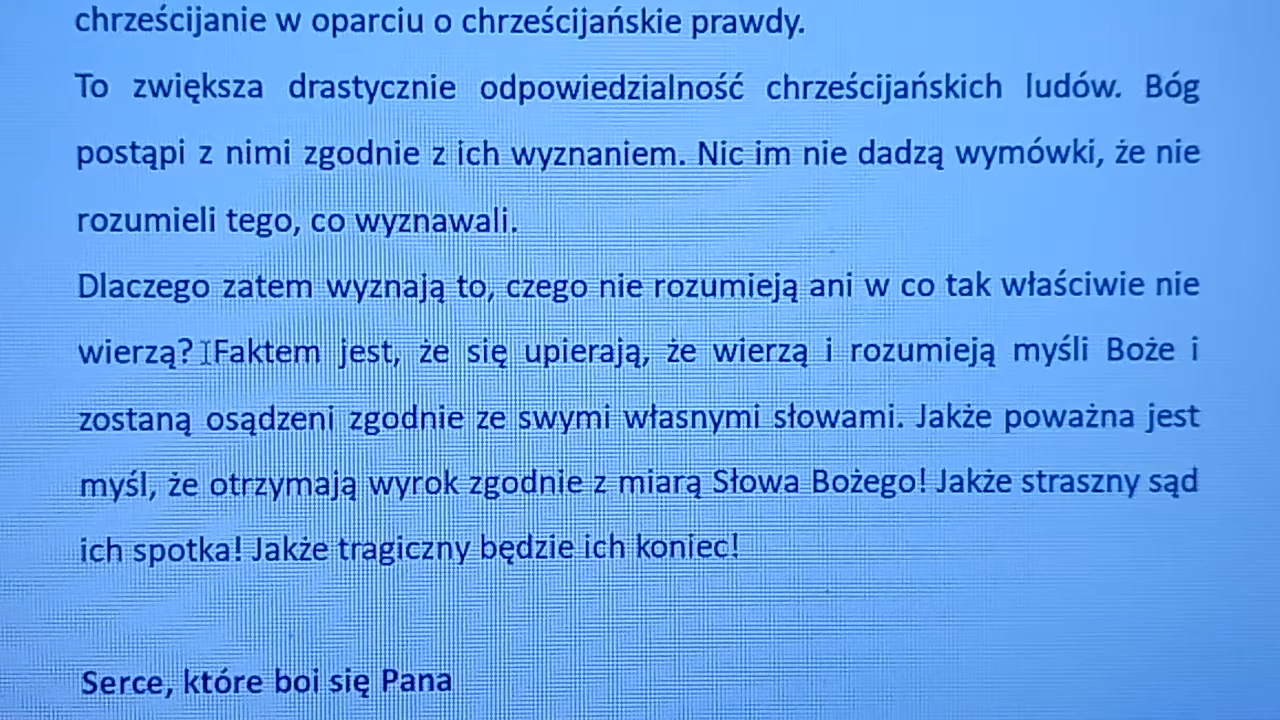 chrześcijanie w oparciu o chrześcijańskie prawdy.
To zwiększa drastycznie odpowiedzialność chrześcijańskich ludów. Bóg
postąpi z nimi zgodnie z ich wyznaniem. Nic im nie dadzą wymówki, że nie
rozumieli tego, co wyznawali.
Dlaczego zatem wyznają to, czego nie rozumieją ani w co tak właściwie nie
wierzą? Faktem jest, że się upierają, że wierzą i rozumieją myśli Boże i
zostaną osądzeni zgodnie ze swymi własnymi słowami. Jakże poważna jest
myśl, że otrzymają wyrok zgodnie z miarą Słowa Bożego! Jakże straszny sąd
ich spotka! Jakże tragiczny będzie ich koniec!
Serce, które boi się Pana